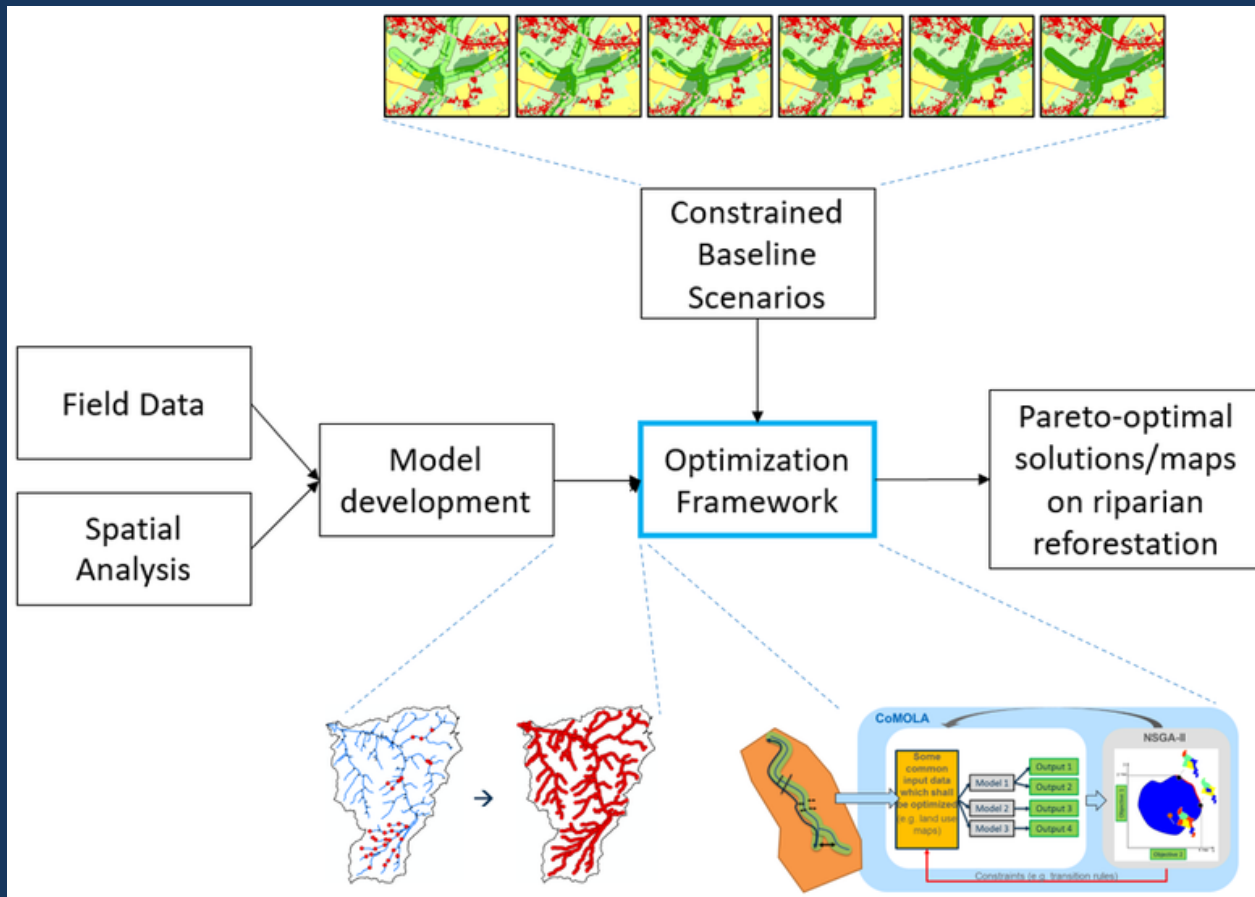 Constrained
Baseline
Scenarios
Field Data
Spatial
Analysis
Model
development
Optimization
Framework
Pareto-optimal
solutions/maps
on riparian
reforestation
CoMOLA
Some
common
input data
which shall
be optimized
(e.g. land use
maps)
Model 1
Model 2
Model 3
Output 1
Output 2
Output 3
Output 4
NSGA-II
Objective 1
Constraints (e.g. transition rules)